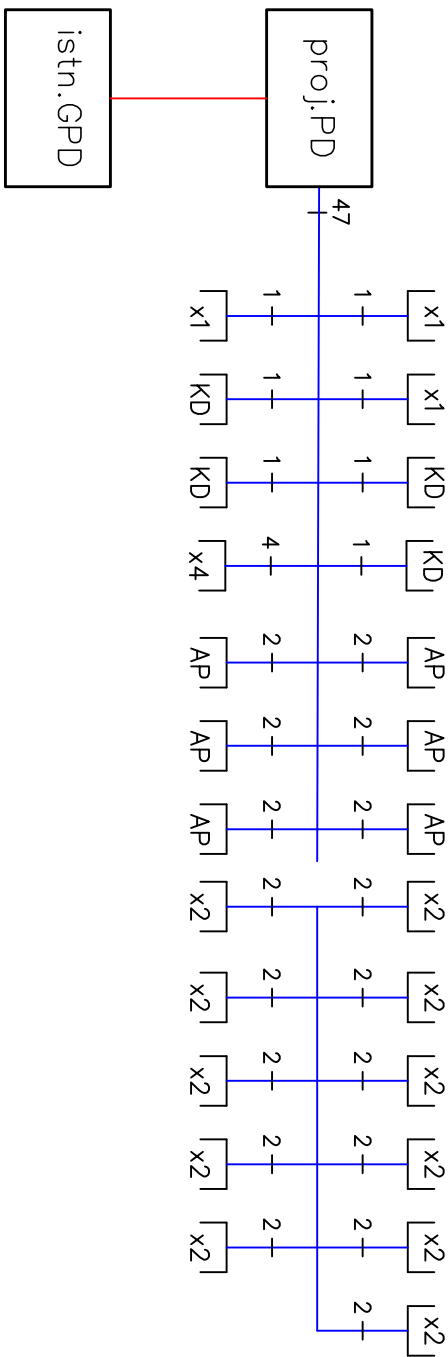 x1 x1 KD KD AP AP AP x2 x2 x2 x2 x2 x2
1 1 1 1 2 2 2 2 2 2 2 2 2
47
proj.PD
1 1 1 4 2 2 2 2 2 2 2 2
x1 KD KD x4 AP AP AP x2 x2 x2 x2 x2
istn.GPD